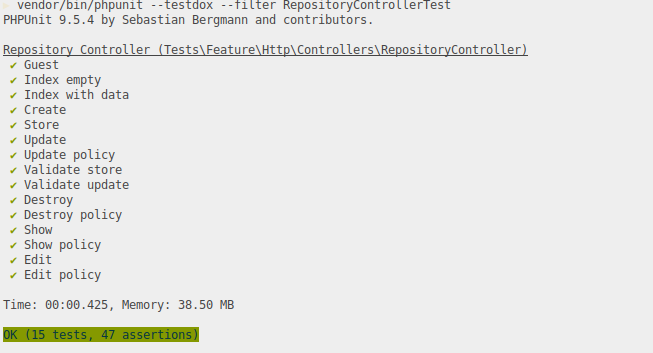 vendor/bin/phpunit --testdox --filter RepositoryControllerTest
PHPUnit 9.5.4 by Sebastian Bergmann and contributors.
Repository Controller (Tests\Feature\Http\Controllers\RepositoryController)
✔ Guest
✔ Index empty
✔ Index with data
✔ Create
✔ Store
✔ Update
✔ Update policy
✔ Validate store
✔ Validate update
✔ Destroy
✔ Destroy policy
✔ Show
✔ Show policy
✔ Edit
✔ Edit policy
Time: 00:00.425, Memory: 38.50 MB
OK (15 tests, 47 assertions)